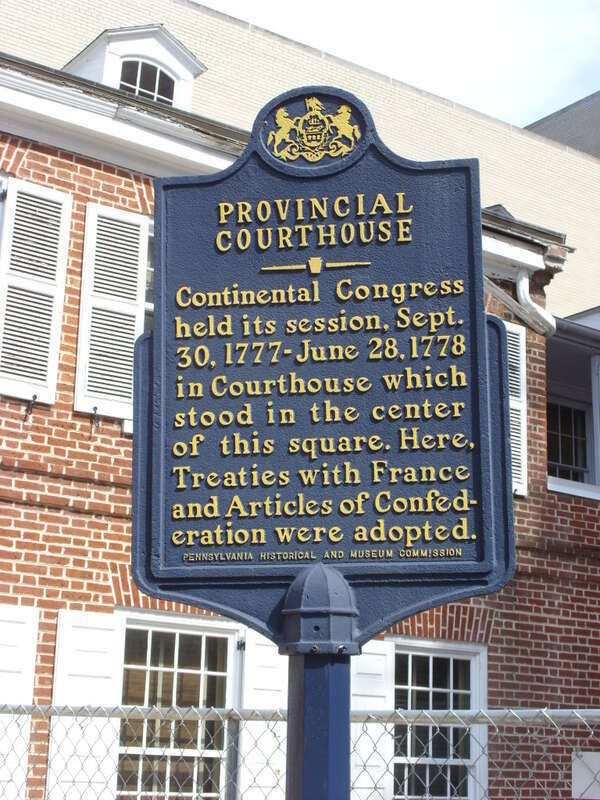 PROVINCIAL
COURTHOUSE
Continental Congress
held its session, Sept.
30, 1777-June 28, 1778
in Courthouse which
stood in the center
of this square. Here,
Treaties with France
and Articles of Confed-
eration were adopted.
PENNSYLVANIA HISTORICAL AND MUSEUM COMMISSION